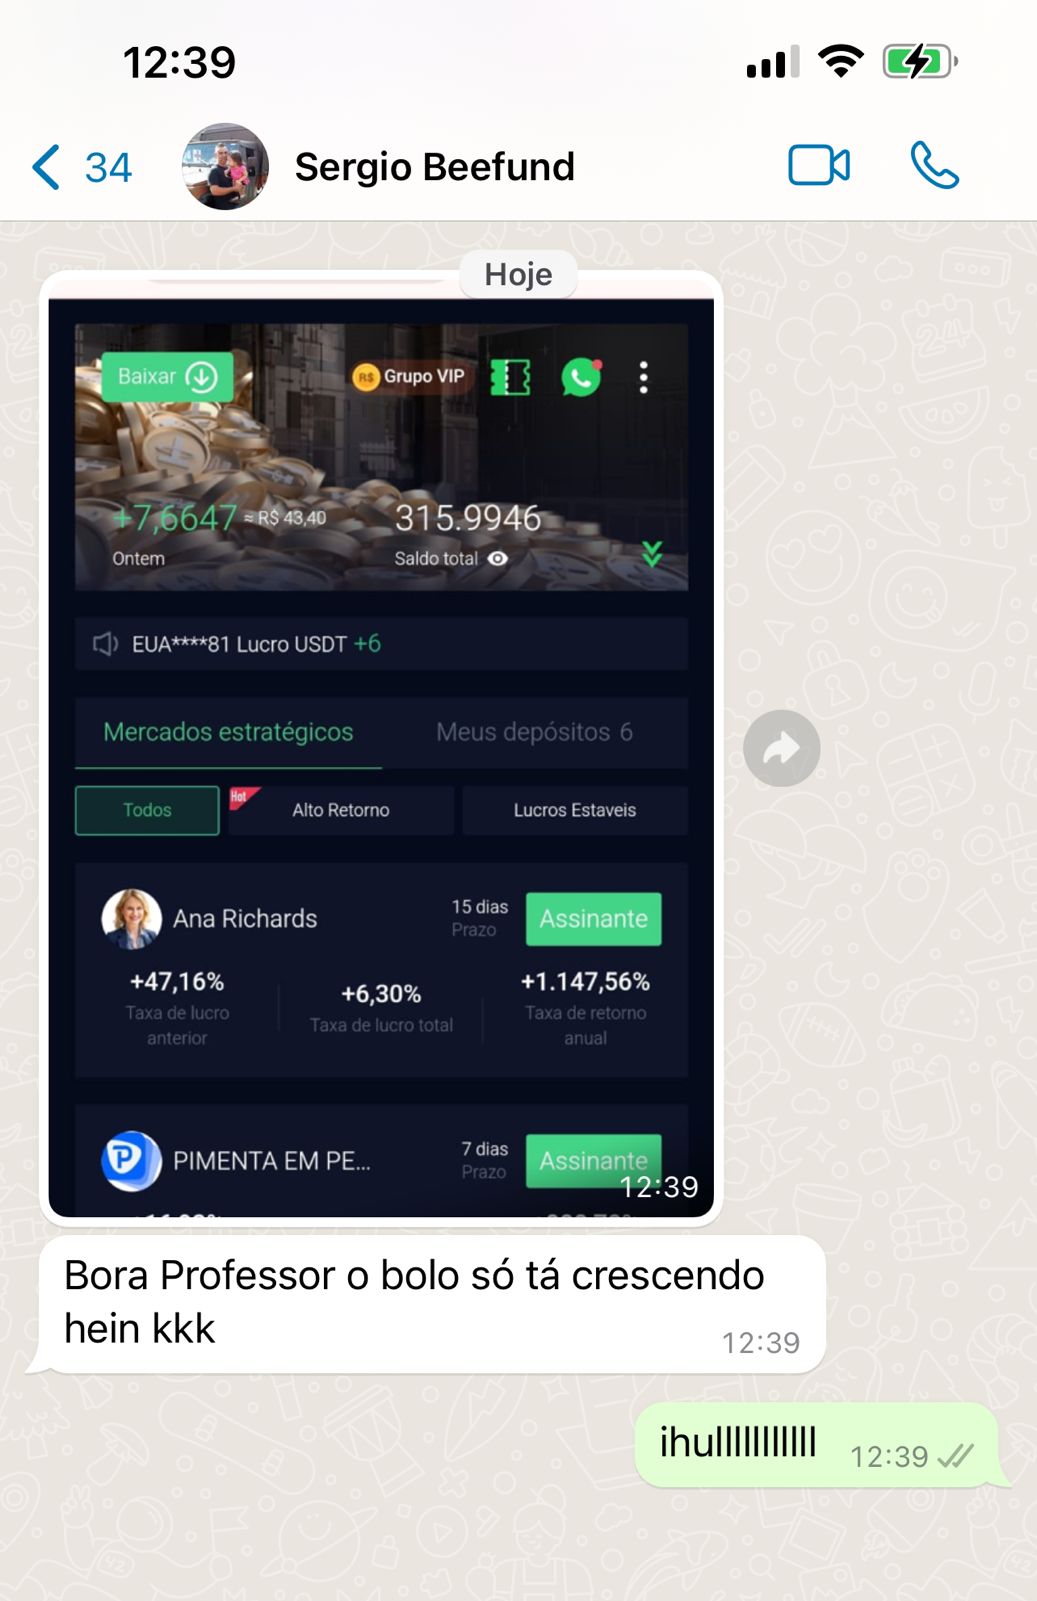 12:39
34
Sergio Beefund
Hoje
Baixar
R$ Grupo VIP
+7,6647 ≈ R$ 43,40
315.9946
Ontem
Saldo total
EUA****81 Lucro USDT +6
Mercados estratégicos
Meus depósitos 6
Todos
Hot
Alto Retorno
Lucros Estaveis
Ana Richards
15 dias
Prazo
Assinante
+47,16%
+6,30%
+1.147,56%
Taxa de lucro
anterior
Taxa de lucro total
Taxa de retorno
anual
PIMENTA EM PE...
7 dias
Prazo
Assinante
12:39
Bora Professor o bolo só tá crescendo
hein kkk
12:39
ihulllllllllll
12:39